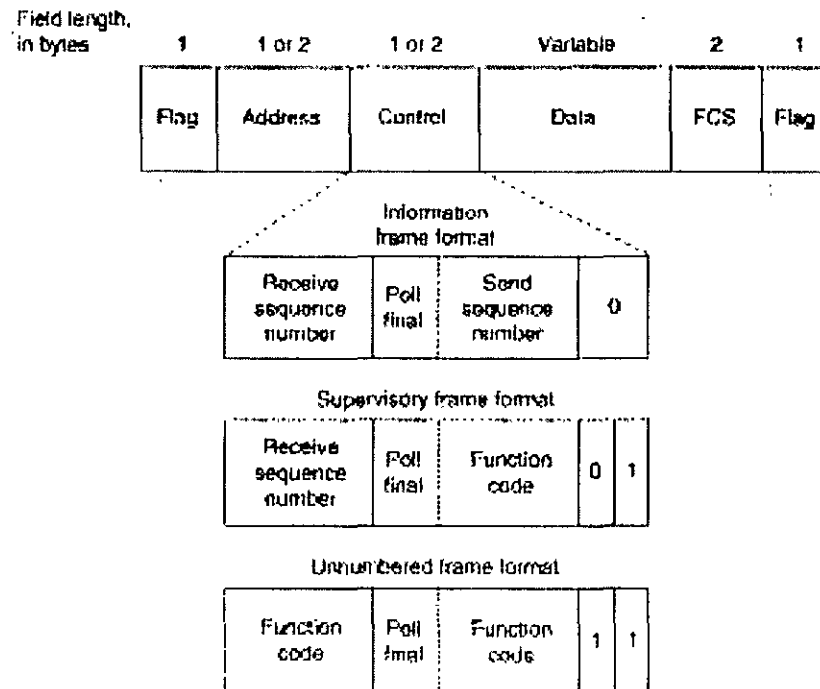 Field length,
in bytes 1 1 or 2 1 or 2 Variable 2 1
Flag Address Control Data FCS Flag
Information
frame format
Receive
sequence
number
Poll
final
Send
sequence
number
0
Supervisory frame format
Receive
sequence
number
Poll
final
Function
code
0 1
Unnumbered frame format
Function
code
Poll
final
Function
code
1 1